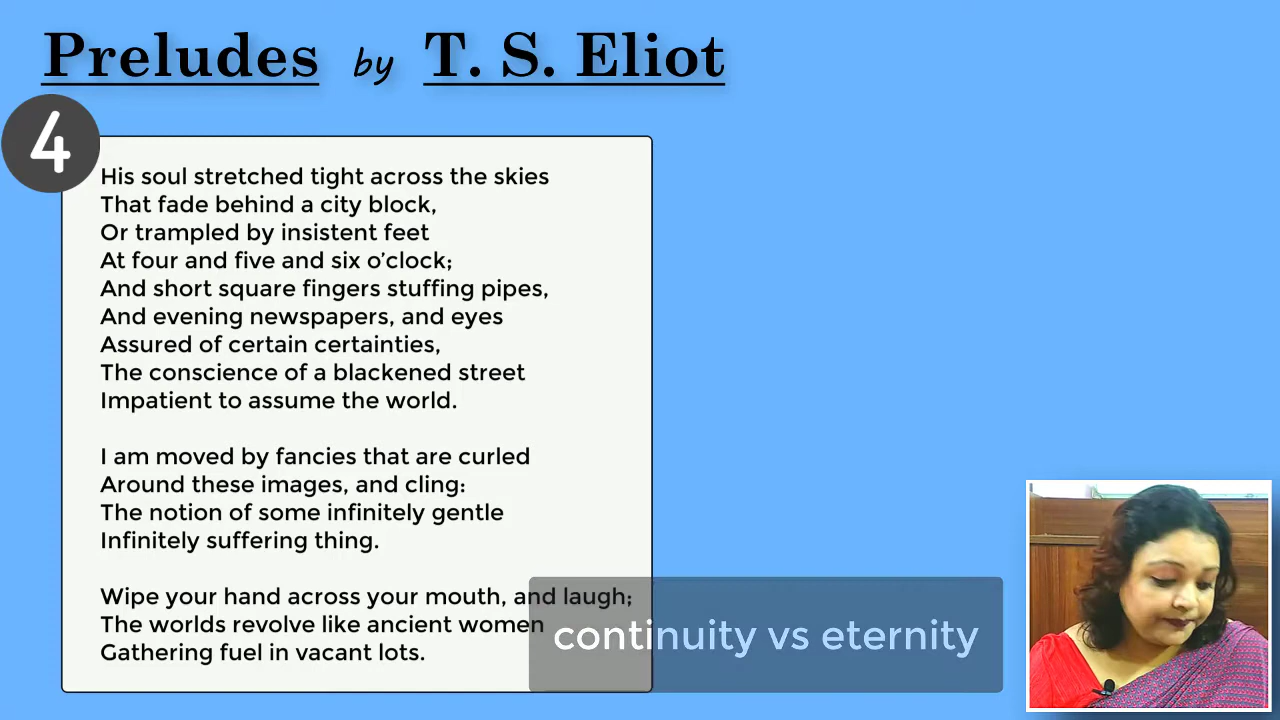 Preludes by T. S. Eliot
4
His soul stretched tight across the skies
That fade behind a city block,
Or trampled by insistent feet
At four and five and six o’clock;
And short square fingers stuffing pipes,
And evening newspapers, and eyes
Assured of certain certainties,
The conscience of a blackened street
Impatient to assume the world.
I am moved by fancies that are curled
Around these images, and cling:
The notion of some infinitely gentle
Infinitely suffering thing.
Wipe your hand across your mouth, and laugh;
The worlds revolve like ancient women
Gathering fuel in vacant lots.
continuity vs eternity